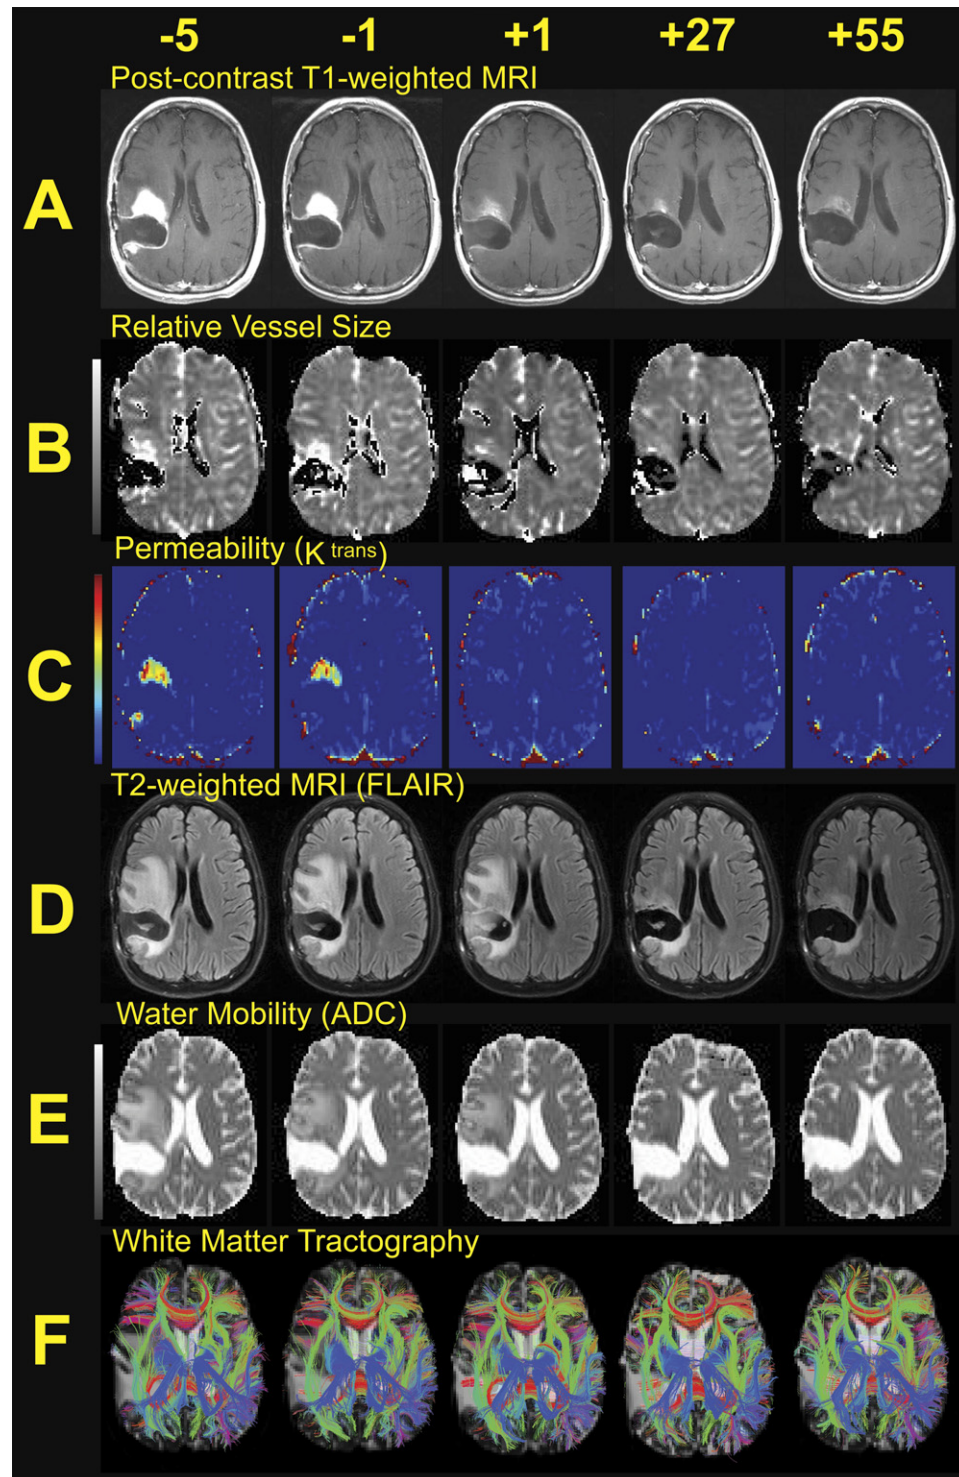 -5 -1 +1 +27 +55
Post-contrast T1-weighted MRI
A
Relative Vessel Size
B
Permeability (K trans)
C
T2-weighted MRI (FLAIR)
D
Water Mobility (ADC)
E
White Matter Tractography
F